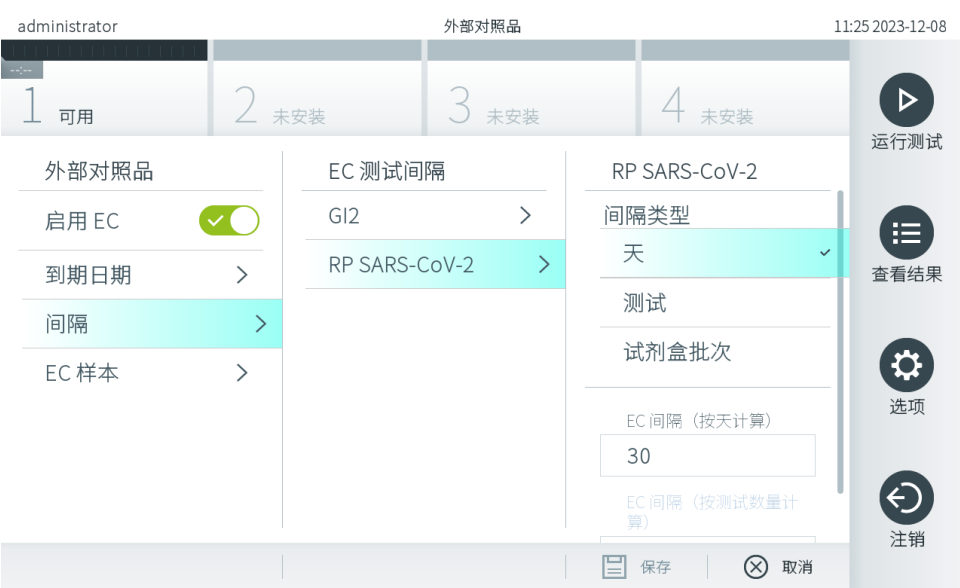 administrator
外部对照品
11:25 2023-12-08
--:--
1 可用
2 未安装
3 未安装
4 未安装
外部对照品
启用 EC
到期日期
间隔
EC 样本
EC 测试间隔
GI2
RP SARS-CoV-2
RP SARS-CoV-2
间隔类型
天
测试
试剂盒批次
EC 间隔（按天计算）
30
EC 间隔（按测试数量计
算）
保存
取消
运行测试
查看结果
选项
注销